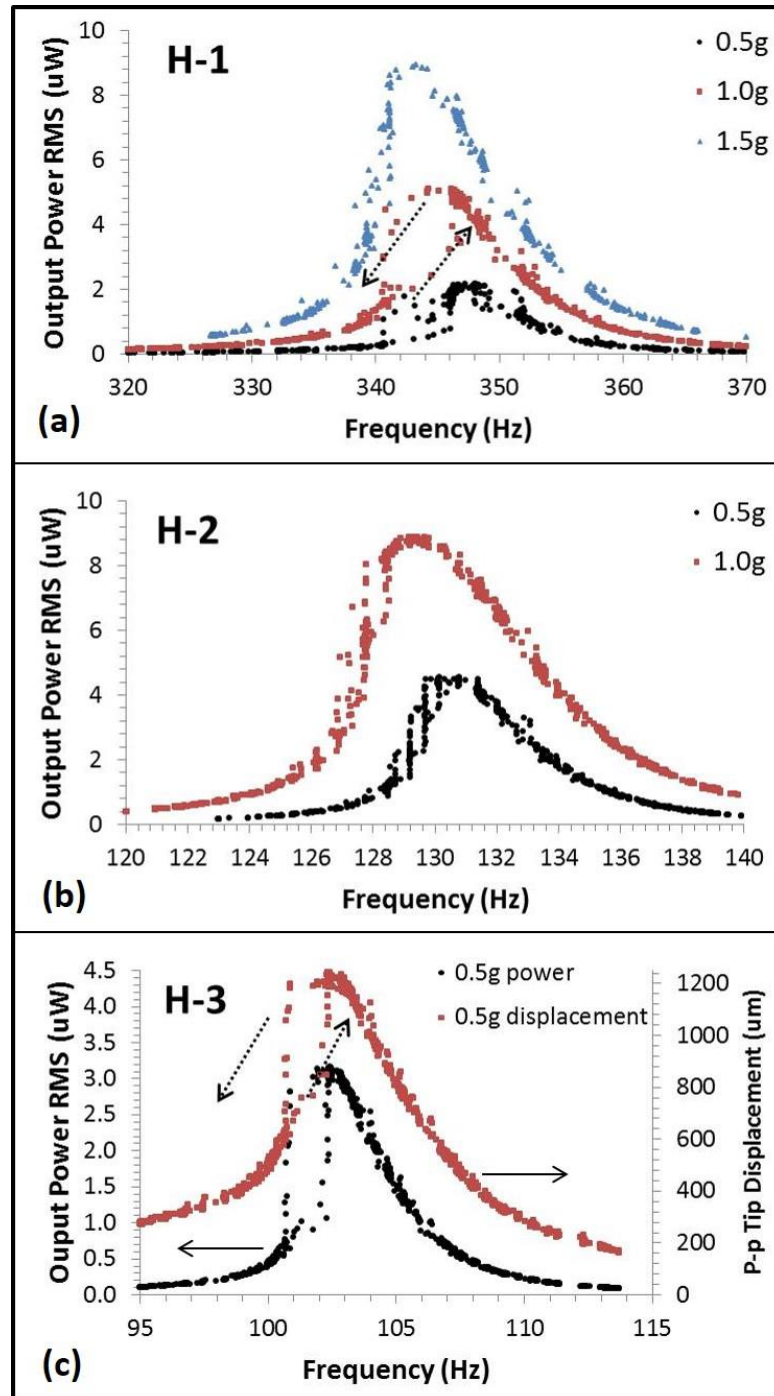 H-1
0.5g
1.0g
1.5g
Output Power RMS (uW)
10
8
6
4
2
0
320 330 340 350 360 370
Frequency (Hz)
(a)
H-2
0.5g
1.0g
Output Power RMS (uW)
10
8
6
4
2
0
120 122 124 126 128 130 132 134 136 138 140
Frequency (Hz)
(b)
H-3
0.5g power
0.5g displacement
Ouput Power RMS (uW)
4.5
4.0
3.5
3.0
2.5
2.0
1.5
1.0
0.5
0.0
1200
1000
800
600
400
200
0
P-p Tip Displacement (um)
95 100 105 110 115
Frequency (Hz)
(c)